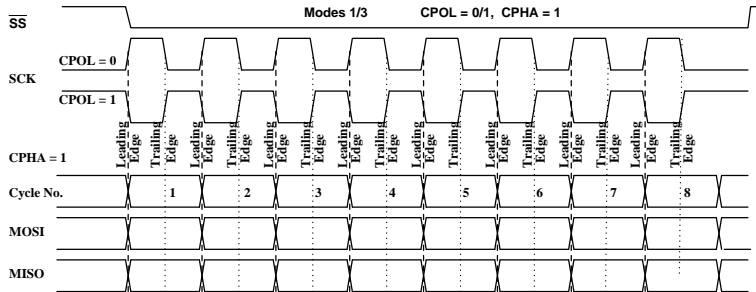 Modes 1/3 CPOL = 0/1, CPHA = 1
SS
CPOL = 0
SCK
CPOL = 1
Leading Edge Trailing Edge Leading Edge Trailing Edge Leading Edge Trailing Edge Leading Edge Trailing Edge Leading Edge Trailing Edge Leading Edge Trailing Edge Leading Edge Trailing Edge Leading Edge Trailing Edge
CPHA = 1
Cycle No. 1 2 3 4 5 6 7 8
MOSI
MISO